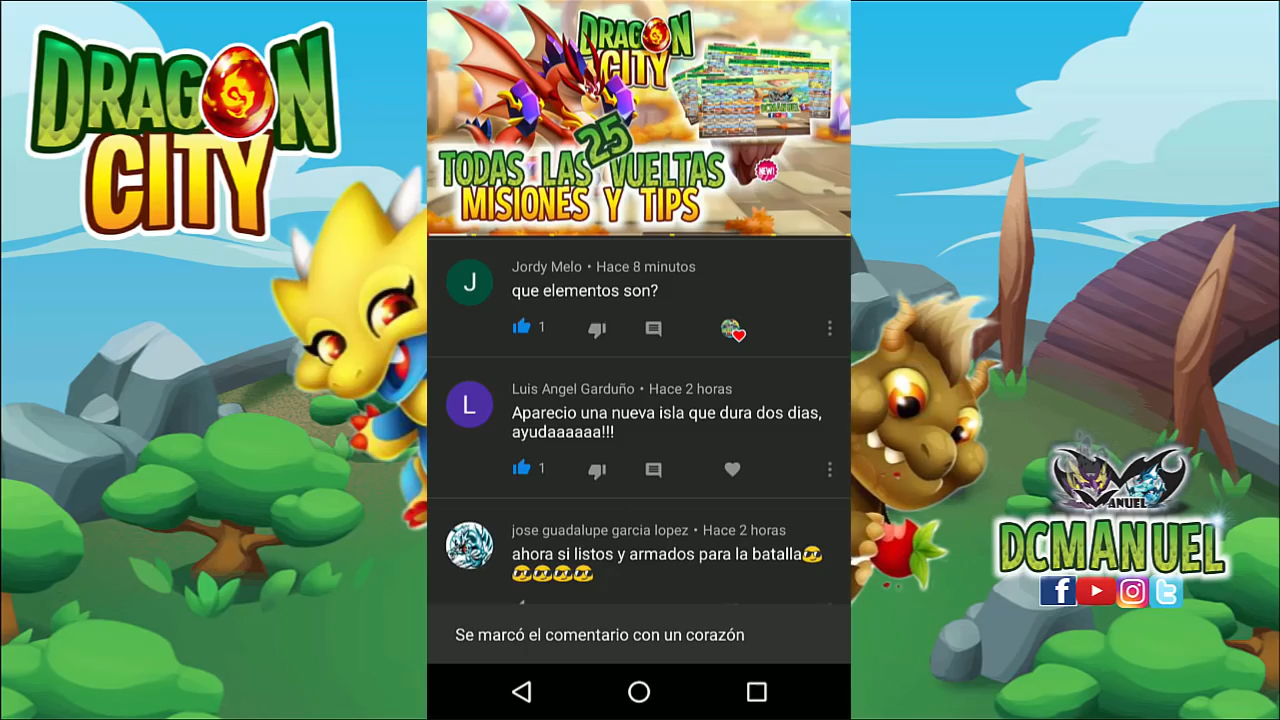 DRAGON
CITY
DRAGON
CITY
25
TODAS LAS VUELTAS
NEW!
MISIONES Y TIPS
J
Jordy Melo • Hace 8 minutos
que elementos son?
1
L
Luis Angel Garduño • Hace 2 horas
Aparecio una nueva isla que dura dos dias,
ayudaaaaaa!!!
1
jose guadalupe garcia lopez • Hace 2 horas
ahora si listos y armados para la batalla
Se marcó el comentario con un corazón
MANUEL
DCMANUEL